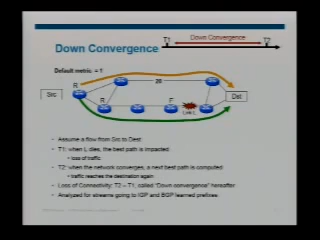 Down Convergence
T1
Down Convergence
T2
Default metric = 1
R
20
Src
Dst
R
F
Link L
– Assume a flow from Src to Dest
– T1: when L dies, the best path is impacted
• loss of traffic
– T2: when the network converges, a next best path is computed
• traffic reaches the destination again
– Loss of Connectivity: T2 – T1, called "Down convergence" hereafter
– Analyzed for streams going to IGP and BGP learned prefixes